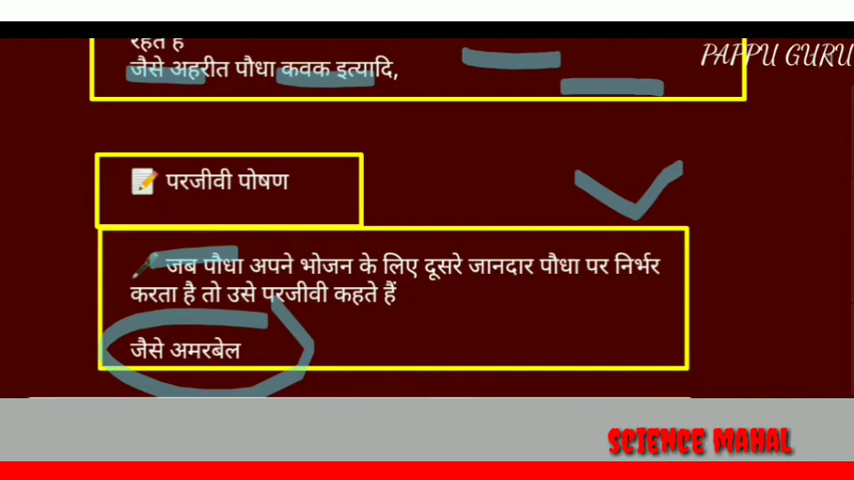 रहते हैं
जैसे अहरीत पौधा कवक इत्यादि,
PAPPU GURU
📝 परजीवी पोषण
🖋️ जब पौधा अपने भोजन के लिए दूसरे जानदार पौधा पर निर्भर
करता है तो उसे परजीवी कहते हैं
जैसे अमरबेल
SCIENCE MAHAL